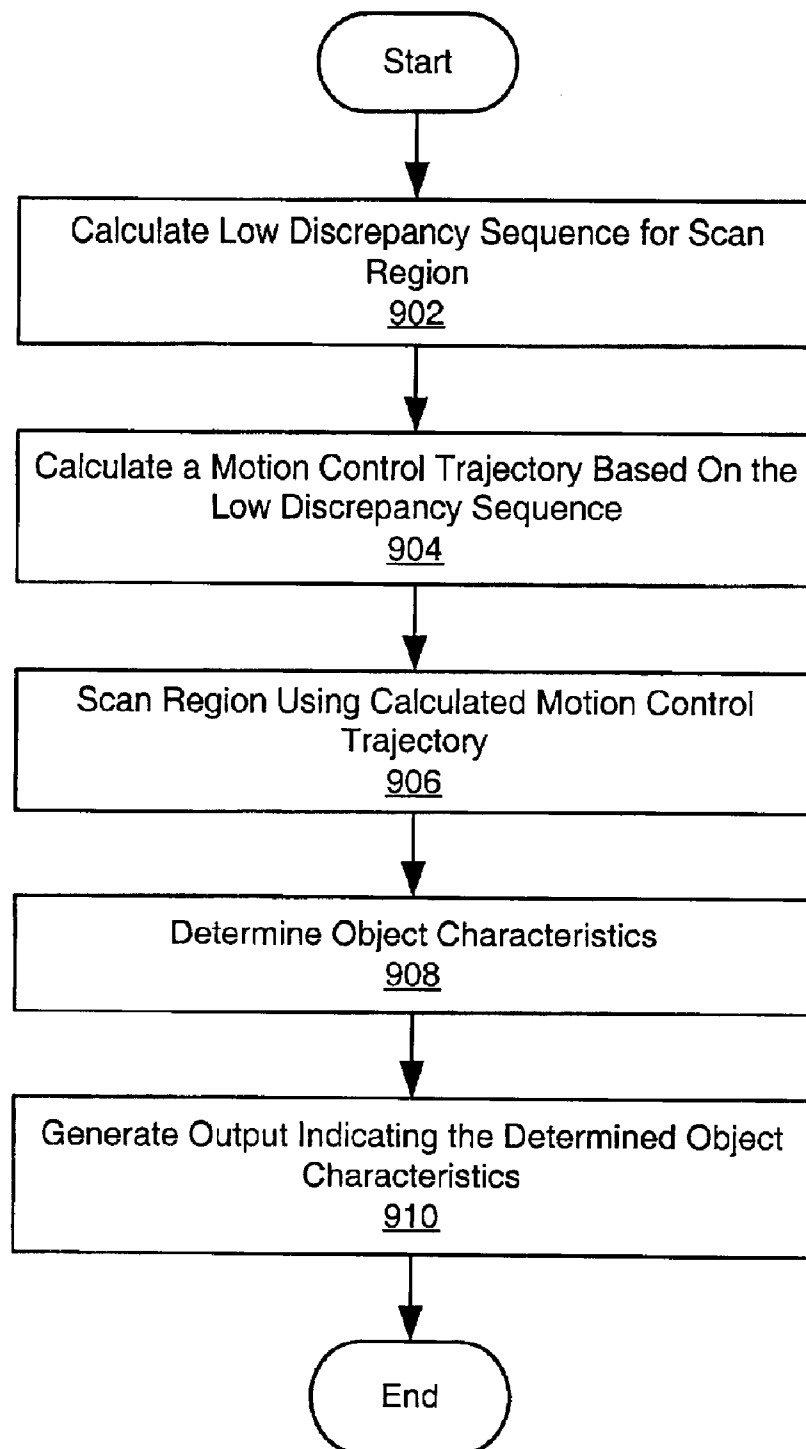 Start
Calculate Low Discrepancy Sequence for Scan
Region
902
Calculate a Motion Control Trajectory Based On the
Low Discrepancy Sequence
904
Scan Region Using Calculated Motion Control
Trajectory
906
Determine Object Characteristics
908
Generate Output Indicating the Determined Object
Characteristics
910
End